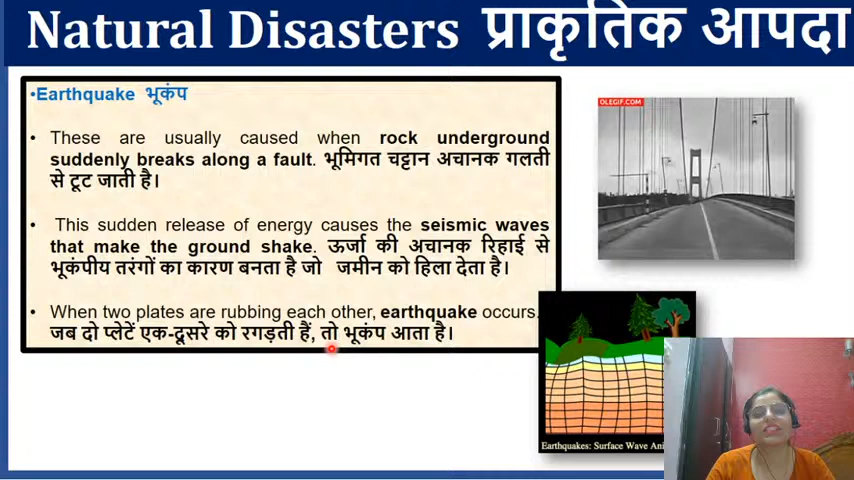 Natural Disasters प्राकृतिक आपदा
•Earthquake भूकंप
• These are usually caused when rock underground
suddenly breaks along a fault. भूमिगत चट्टान अचानक गलती
से टूट जाती है।
• This sudden release of energy causes the seismic waves
that make the ground shake. ऊर्जा की अचानक रिहाई से
भूकंपीय तरंगों का कारण बनता है जो जमीन को हिला देता है।
• When two plates are rubbing each other, earthquake occurs.
जब दो प्लेटें एक-दूसरे को रगड़ती हैं, तो भूकंप आता है।
OLEGIF.COM
Earthquakes: Surface Wave Ani